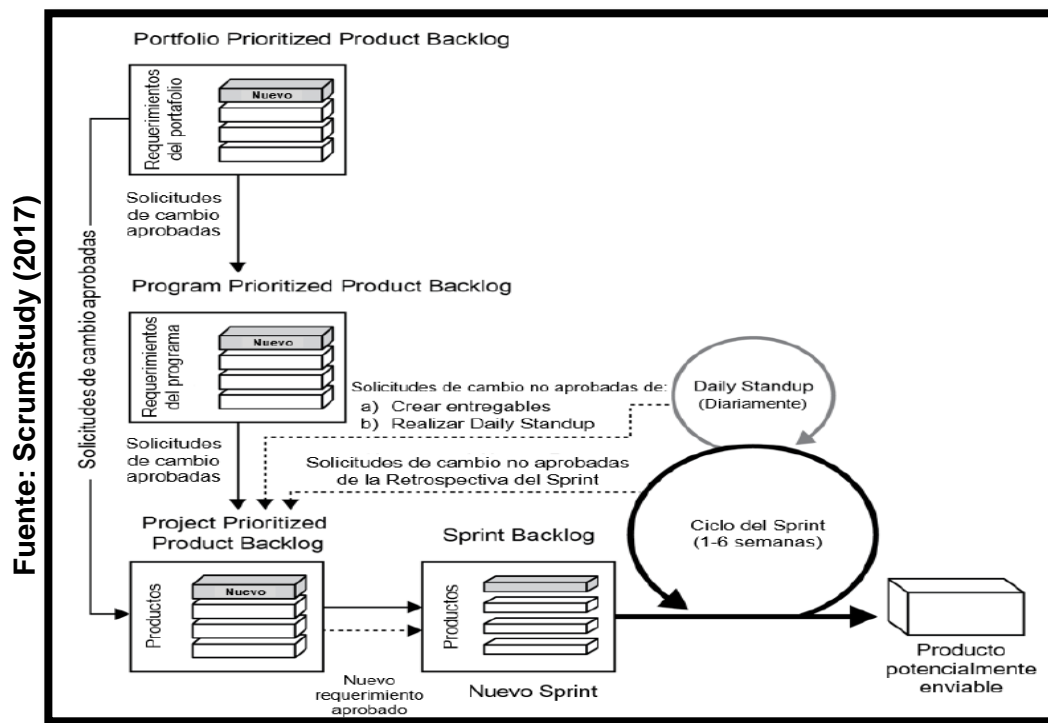 Fuente: ScrumStudy (2017)
Portfolio Prioritized Product Backlog
Requerimientos
del portafolio
Nuevo
Solicitudes
de cambio
aprobadas
Solicitudes de cambio aprobadas
Program Prioritized Product Backlog
Requerimientos
del programa
Nuevo
Solicitudes de cambio no aprobadas de:
a) Crear entregables
b) Realizar Daily Standup
Daily Standup
(Diariamente)
Solicitudes
de cambio
aprobadas
Solicitudes de cambio no aprobadas
de la Retrospectiva del Sprint
Project Prioritized
Product Backlog
Sprint Backlog
Ciclo del Sprint
(1-6 semanas)
Productos
Nuevo
Productos
Nuevo
requerimiento
aprobado
Nuevo Sprint
Producto
potencialmente
enviable